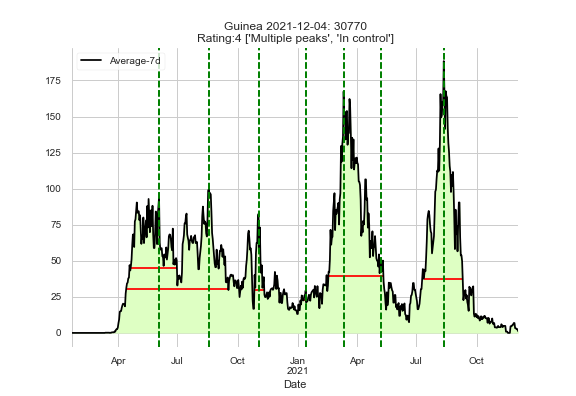 Guinea 2021-12-04: 30770
Rating:4 ['Multiple peaks', 'In control']
Average-7d
175
150
125
100
75
50
25
0
Apr Jul Oct Jan Apr Jul Oct
2021
Date